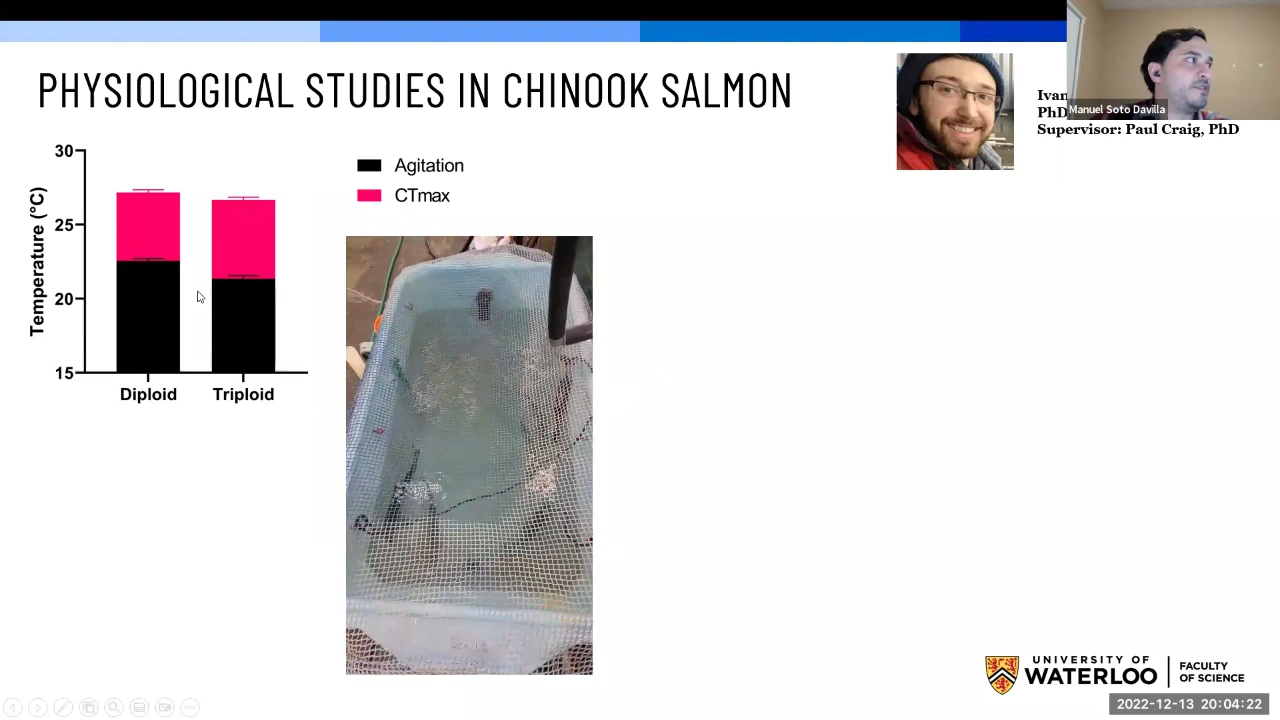 PHYSIOLOGICAL STUDIES IN CHINOOK SALMON
Ivan
PhD
Supervisor: Paul Craig, PhD
Manuel Soto Davilla
Agitation
CTmax
Temperature (°C)
30
25
20
15
Diploid
Triploid
UNIVERSITY OF
WATERLOO
FACULTY
OF SCIENCE
2022-12-13 20:04:22